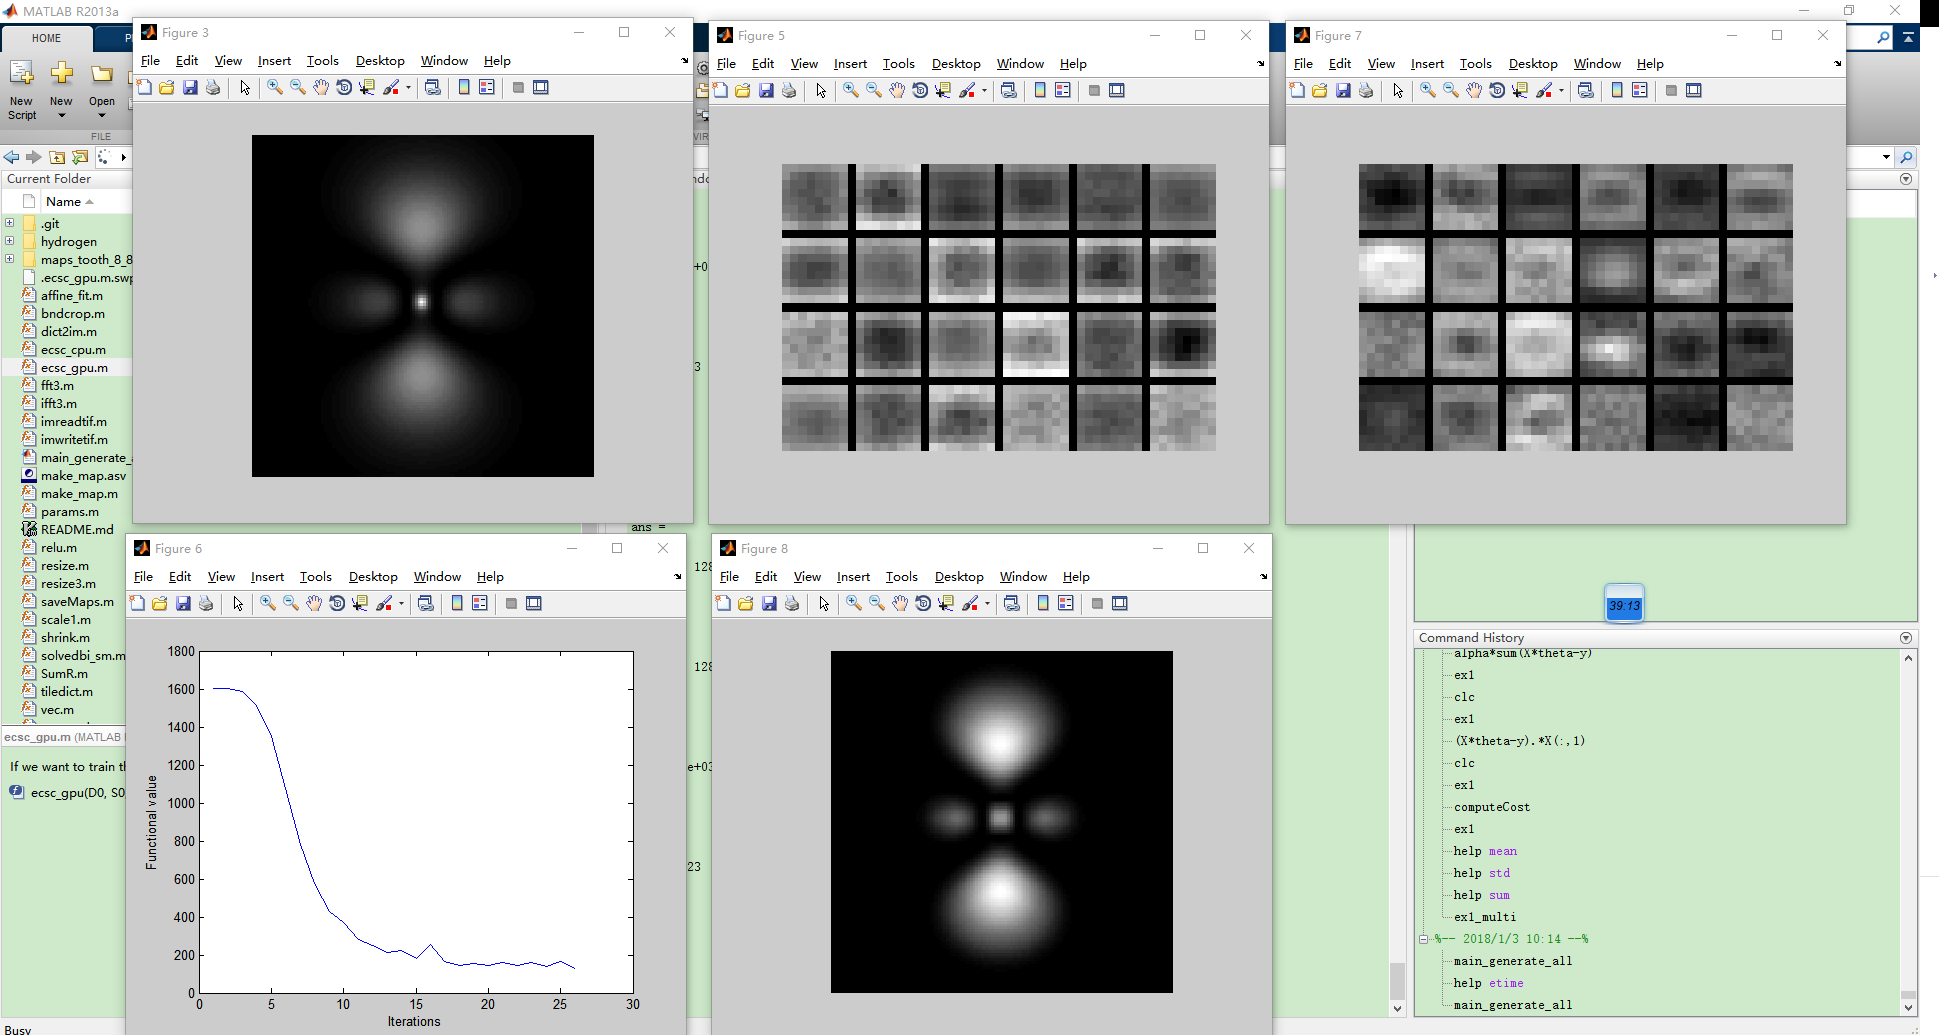 MATLAB R2013a
HOME
New Script
New
Open
FILE
Current Folder
Name
.git
hydrogen
maps_tooth_8_8
.ecsc_gpu.m.swp
affine_fit.m
bndcrop.m
dict2im.m
ecsc_cpu.m
ecsc_gpu.m
fft3.m
ifft3.m
imreadtif.m
imwritetif.m
main_generate_
make_map.asv
make_map.m
params.m
README.md
relu.m
resize.m
resize3.m
saveMaps.m
scale1.m
shrink.m
solvedbi_sm.m
SumR.m
tiledict.m
vec.m
ecsc_gpu.m (MATLAB
If we want to train th
ecsc_gpu(D0, S0
Busy
Figure 3
File Edit View Insert Tools Desktop Window Help
Figure 5
File Edit View Insert Tools Desktop Window Help
Figure 7
File Edit View Insert Tools Desktop Window Help
ans =
128
128
e+03
23
Figure 6
File Edit View Insert Tools Desktop Window Help
1800
1600
1400
1200
1000
800
600
400
200
0
Functional value
0 5 10 15 20 25 30
Iterations
Figure 8
File Edit View Insert Tools Desktop Window Help
39:13
Command History
alpha*sum(X*theta-y)
ex1
clc
ex1
(X*theta-y).*X(:,1)
clc
ex1
computeCost
ex1
help mean
help std
help sum
ex1_multi
%-- 2018/1/3 10:14 --%
main_generate_all
help etime
main_generate_all